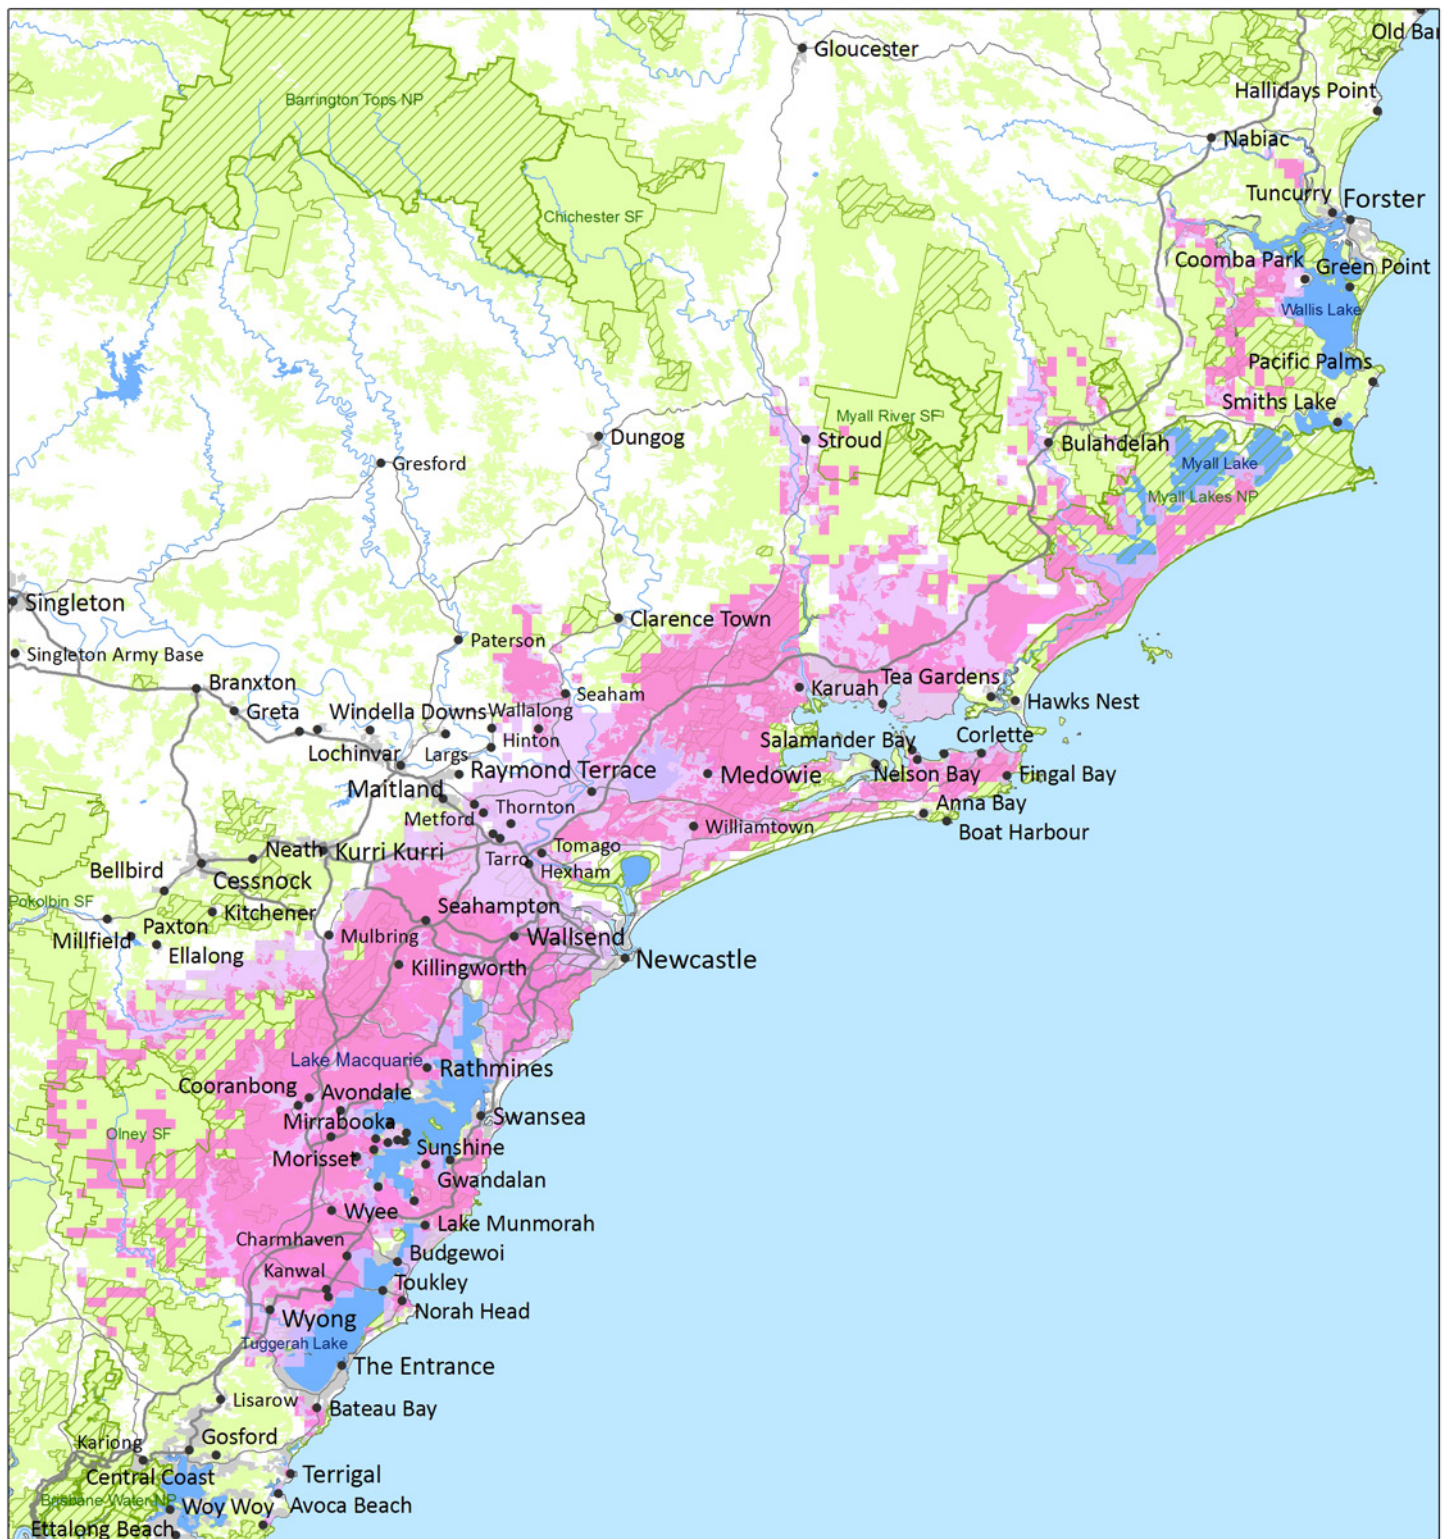 Gloucester
Old Bar
Hallidays Point
Barrington Tops NP
Nabiac
Tuncurry
Forster
Chichester SF
Coomba Park
Green Point
Wallis Lake
Pacific Palms
Smiths Lake
Myall River SF
Dungog
Stroud
Bulahdelah
Gresford
Myall Lake
Myall Lakes NP
Singleton
Clarence Town
Paterson
Singleton Army Base
Branxton
Seaham
Karuah
Tea Gardens
Hawks Nest
Greta
Windella Downs
Wallalong
Lochinvar
Largs
Hinton
Salamander Bay
Corlette
Raymond Terrace
Medowie
Nelson Bay
Fingal Bay
Maitland
Anna Bay
Metford
Thornton
Williamtown
Boat Harbour
Neath
Kurri Kurri
Tarro
Tomago
Bellbird
Hexham
Cessnock
Pokolbin SF
Kitchener
Seahampton
Paxton
Millfield
Mulbring
Wallsend
Ellalong
Killingworth
Newcastle
Lake Macquarie
Rathmines
Cooranbong
Avondale
Mirrabooka
Swansea
Olney SF
Sunshine
Morisset
Gwandalan
Wyee
Lake Munmorah
Charmhaven
Budgewoi
Kanwal
Toukley
Norah Head
Wyong
Tuggerah Lake
The Entrance
Lisarow
Bateau Bay
Kariong
Gosford
Central Coast
Terrigal
Brisbane Water NP
Woy Woy
Avoca Beach
Ettalong Beach